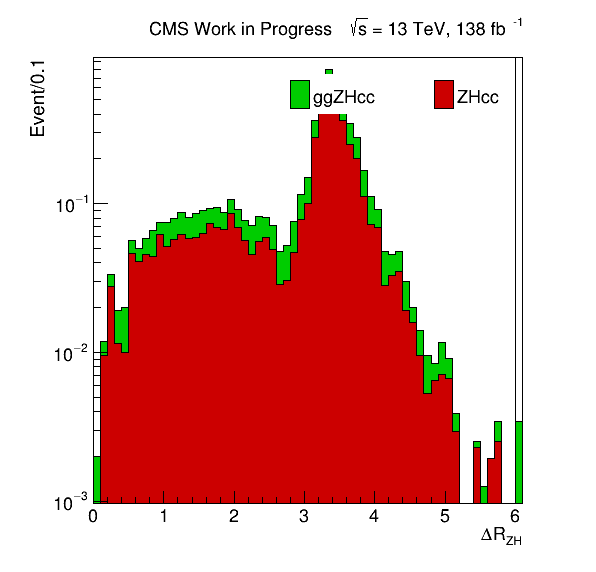 CMS Work in Progress √s = 13 TeV, 138 fb⁻¹
Event/0.1
ggZHcc ZHcc
10⁻¹
10⁻²
10⁻³
0 1 2 3 4 5 6
ΔR_ZH